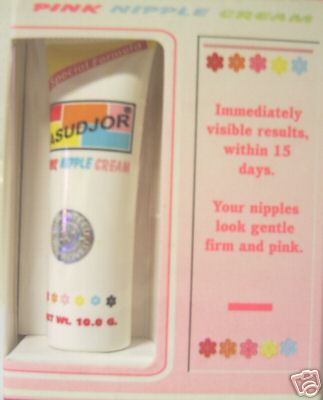 PINK NIPPLE CREAM
Special Formula
ASUDJOR
NIPPLE CREAM
ET WT. 10.0 G.
Immediately
visible results,
within 15
days.
Your nipples
look gentle
firm and pink.